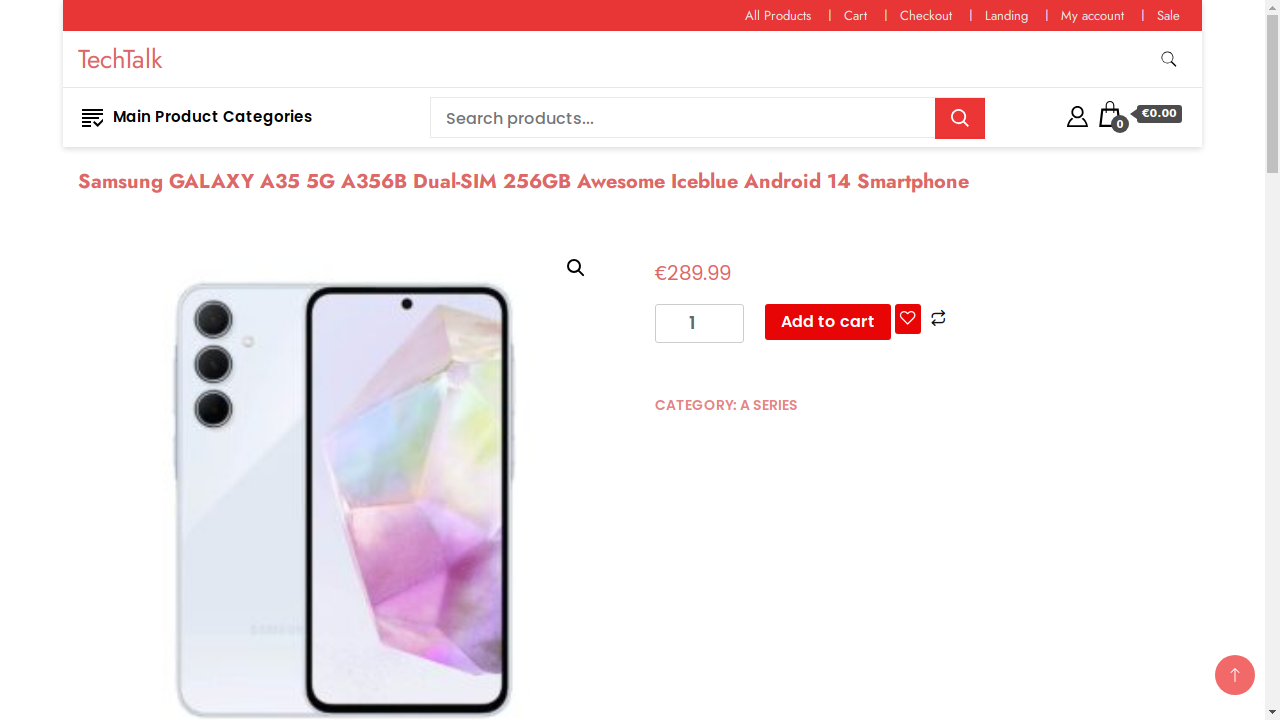 All Products | Cart | Checkout | Landing | My account | Sale
TechTalk
Main Product Categories
Search products...
0
€0.00
Samsung GALAXY A35 5G A356B Dual-SIM 256GB Awesome Iceblue Android 14 Smartphone
€289.99
1
Add to cart
CATEGORY: A SERIES
SAMSUNG